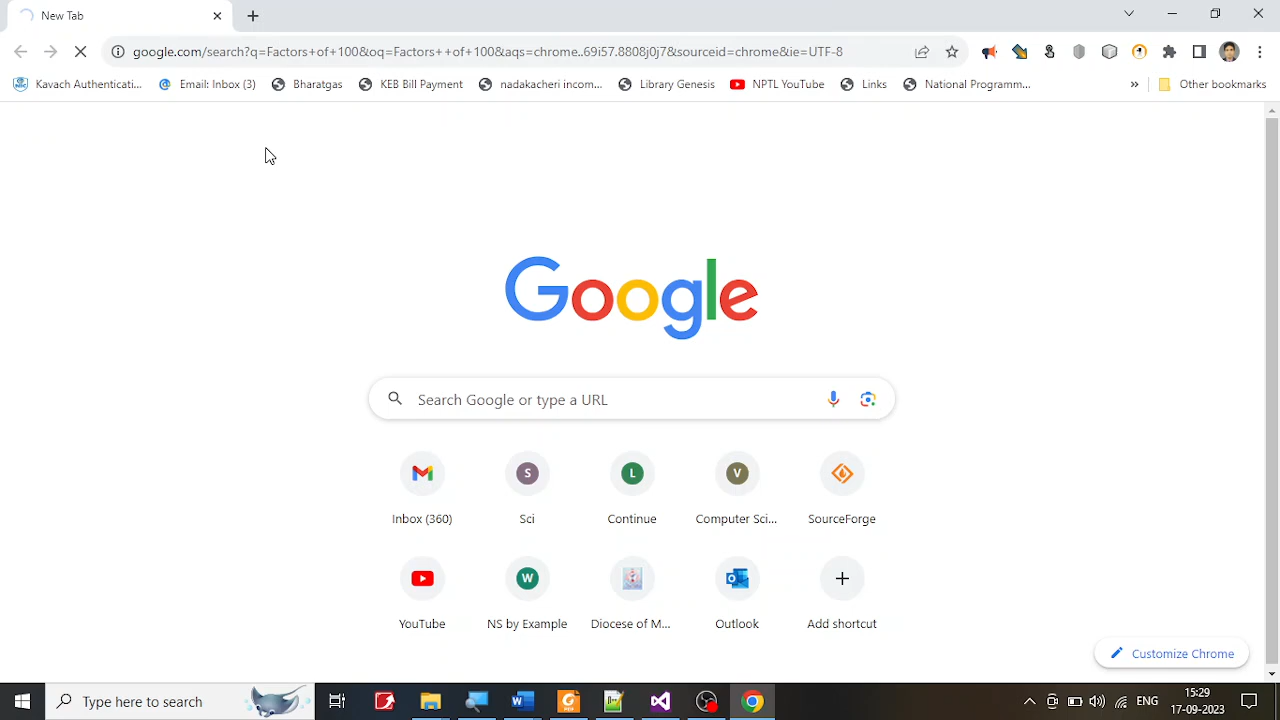 New Tab
google.com/search?q=Factors+of+100&oq=Factors++of+100&aqs=chrome..69i57.8808j0j7&sourceid=chrome&ie=UTF-8
Kavach Authenticati... Email: Inbox (3) Bharatgas KEB Bill Payment nadakacheri incom... Library Genesis NPTL YouTube Links National Programm... » Other bookmarks
Google
Search Google or type a URL
S L V
Inbox (360) Sci Continue Computer Sci... SourceForge
W
YouTube NS by Example Diocese of M... Outlook Add shortcut
Customize Chrome
Type here to search
ENG
15:29
17-09-2023